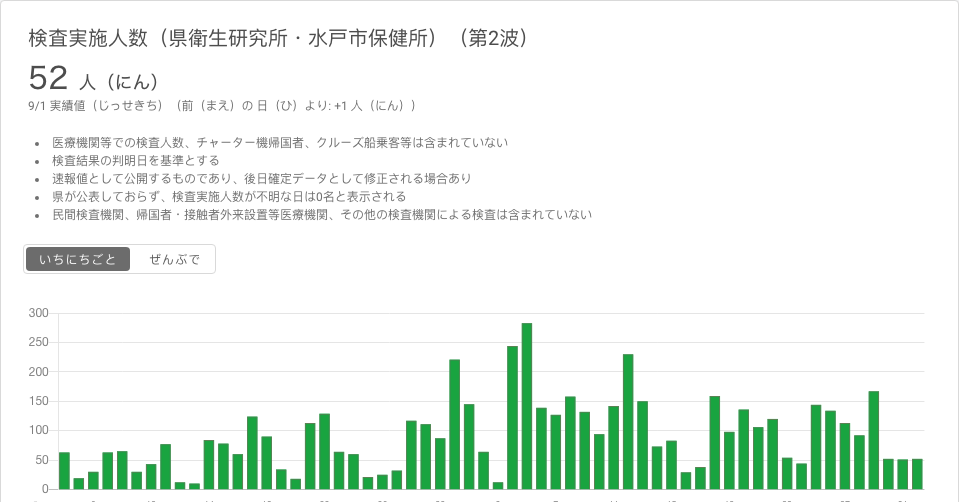 検査実施人数（県衛生研究所・水戸市保健所）（第2波）
52 人（にん）
9/1 実績値（じっせきち）（前（まえ）の 日（ひ）より: +1 人（にん））
• 医療機関等での検査人数、チャーター機帰国者、クルーズ船乗客等は含まれていない
• 検査結果の判明日を基準とする
• 速報値として公開するものであり、後日確定データとして修正される場合あり
• 県が公表しておらず、検査実施人数が不明な日は0名と表示される
• 民間検査機関、帰国者・接触者外来設置等医療機関、その他の検査機関による検査は含まれていない
いちにちごと ぜんぶで
300
250
200
150
100
50
0